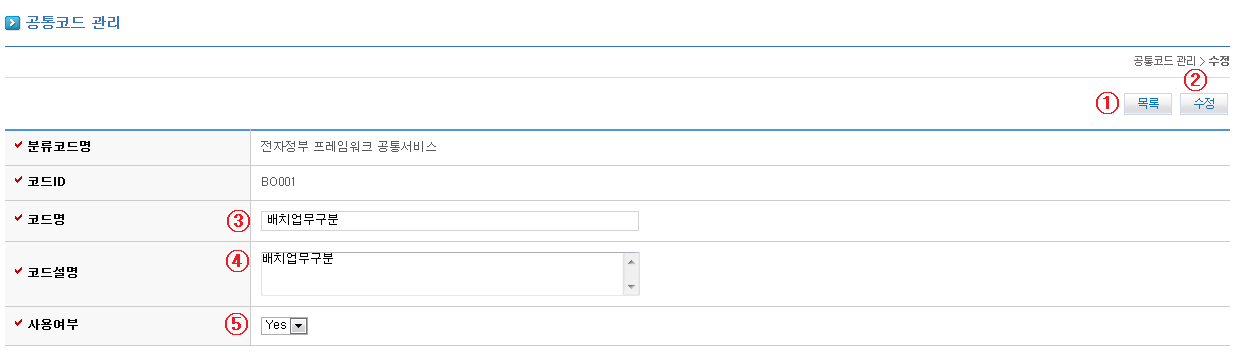 공통코드 관리
공통코드 관리 > 수정
② 
① 목록 수정
분류코드명 전자정부 프레임워크 공통서비스
코드ID BO001
코드명 ③ 배치업무구분
코드설명 ④ 배치업무구분
사용여부 ⑤ Yes